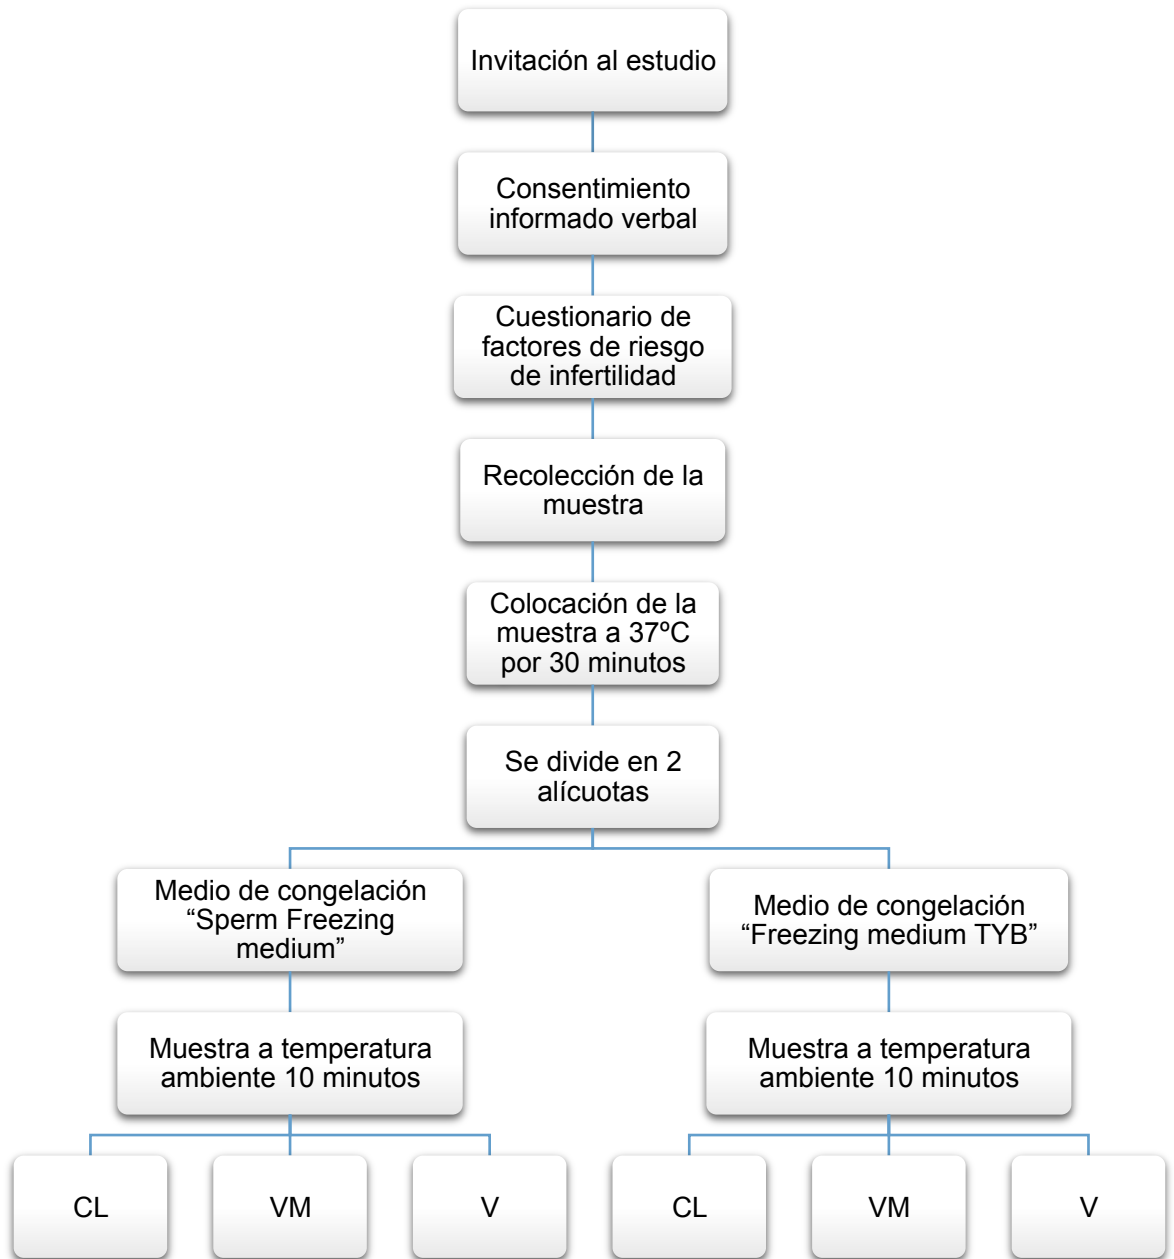 Invitación al estudio
Consentimiento
informado verbal
Cuestionario de
factores de riesgo
de infertilidad
Recolección de la
muestra
Colocación de la
muestra a 37ºC
por 30 minutos
Se divide en 2
alícuotas
Medio de congelación
“Sperm Freezing
medium”
Medio de congelación
“Freezing medium TYB”
Muestra a temperatura
ambiente 10 minutos
Muestra a temperatura
ambiente 10 minutos
CL
VM
V
CL
VM
V